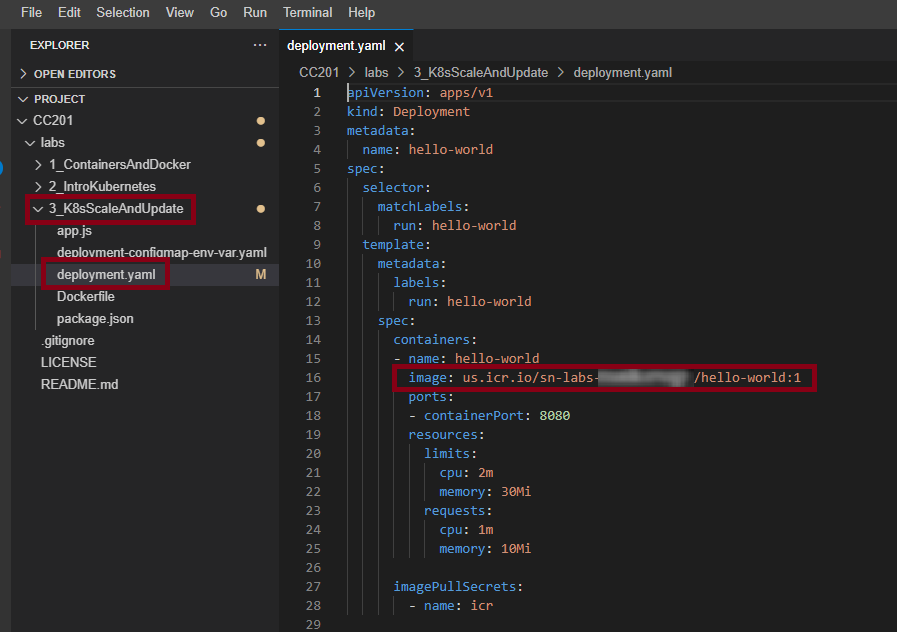 File Edit Selection View Go Run Terminal Help
EXPLORER ...
OPEN EDITORS
PROJECT
CC201
labs
1_ContainersAndDocker
2_IntroKubernetes
3_K8sScaleAndUpdate
app.js
deployment-configmap-env-var.yaml
deployment.yaml M
Dockerfile
package.json
.gitignore
LICENSE
README.md
deployment.yaml
CC201 > labs > 3_K8sScaleAndUpdate > deployment.yaml
1 apiVersion: apps/v1
2 kind: Deployment
3 metadata:
4 name: hello-world
5 spec:
6 selector:
7 matchLabels:
8 run: hello-world
9 template:
10 metadata:
11 labels:
12 run: hello-world
13 spec:
14 containers:
15 - name: hello-world
16 image: us.icr.io/sn-labs- /hello-world:1
17 ports:
18 - containerPort: 8080
19 resources:
20 limits:
21 cpu: 2m
22 memory: 30Mi
23 requests:
24 cpu: 1m
25 memory: 10Mi
26
27 imagePullSecrets:
28 - name: icr
29